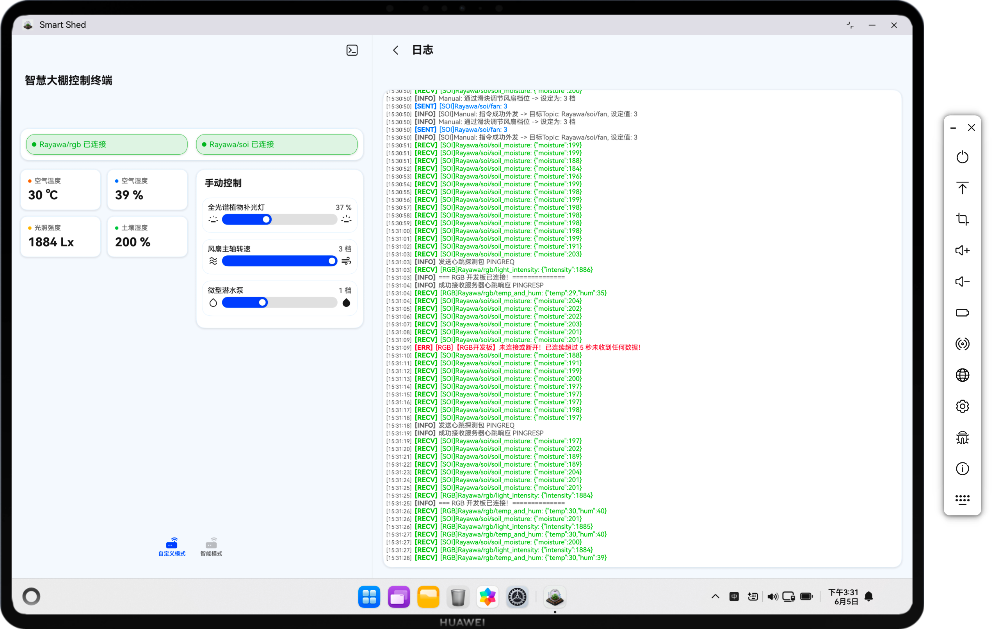 Smart Shed
智慧大棚控制终端
Rayawa/rgb 已连接
Rayawa/soi 已连接
空气温度
30 ℃
空气湿度
39 %
光照强度
1884 Lx
土壤湿度
200 %
手动控制
全光谱植物补光灯 37 %
风扇主轴转速 3 档
微型潜水泵 1 档
自定义模式
智能模式
日志
[15:30:50] [RECV] [SOI]Rayawa/soi/soil_moisture: {"moisture":200}
[15:30:50] [INFO] Manual: 通过滑块调节风扇档位 -> 设定为: 3 档
[15:30:50] [SENT] [SOI]Rayawa/soi/fan: 3
[15:30:50] [INFO] [SOI]Manual: 指令成功外发 -> 目标Topic: Rayawa/soi/fan, 设定值: 3
[15:30:50] [INFO] Manual: 通过滑块调节风扇档位 -> 设定为: 3 档
[15:30:50] [SENT] [SOI]Rayawa/soi/fan: 3
[15:30:50] [INFO] [SOI]Manual: 指令成功外发 -> 目标Topic: Rayawa/soi/fan, 设定值: 3
[15:30:51] [RECV] [SOI]Rayawa/soi/soil_moisture: {"moisture":199}
[15:30:51] [RECV] [SOI]Rayawa/soi/soil_moisture: {"moisture":199}
[15:30:51] [RECV] [SOI]Rayawa/soi/soil_moisture: {"moisture":188}
[15:30:52] [RECV] [SOI]Rayawa/soi/soil_moisture: {"moisture":184}
[15:30:53] [RECV] [SOI]Rayawa/soi/soil_moisture: {"moisture":196}
[15:30:54] [RECV] [SOI]Rayawa/soi/soil_moisture: {"moisture":199}
[15:30:55] [RECV] [SOI]Rayawa/soi/soil_moisture: {"moisture":198}
[15:30:56] [RECV] [SOI]Rayawa/soi/soil_moisture: {"moisture":199}
[15:30:57] [RECV] [SOI]Rayawa/soi/soil_moisture: {"moisture":198}
[15:30:58] [RECV] [SOI]Rayawa/soi/soil_moisture: {"moisture":198}
[15:30:59] [RECV] [SOI]Rayawa/soi/soil_moisture: {"moisture":198}
[15:31:00] [RECV] [SOI]Rayawa/soi/soil_moisture: {"moisture":198}
[15:31:01] [RECV] [SOI]Rayawa/soi/soil_moisture: {"moisture":199}
[15:31:02] [RECV] [SOI]Rayawa/soi/soil_moisture: {"moisture":191}
[15:31:03] [RECV] [SOI]Rayawa/soi/soil_moisture: {"moisture":203}
[15:31:03] [INFO] 发送心跳探测包 PINGREQ
[15:31:03] [RECV] [RGB]Rayawa/rgb/light_intensity: {"intensity":1886}
[15:31:03] [INFO] === RGB 开发板已连接！==============
[15:31:04] [INFO] 成功接收服务器心跳响应 PINGRESP
[15:31:04] [RECV] [RGB]Rayawa/rgb/temp_and_hum: {"temp":29,"hum":35}
[15:31:04] [RECV] [SOI]Rayawa/soi/soil_moisture: {"moisture":204}
[15:31:05] [RECV] [SOI]Rayawa/soi/soil_moisture: {"moisture":202}
[15:31:06] [RECV] [SOI]Rayawa/soi/soil_moisture: {"moisture":202}
[15:31:07] [RECV] [SOI]Rayawa/soi/soil_moisture: {"moisture":203}
[15:31:08] [RECV] [SOI]Rayawa/soi/soil_moisture: {"moisture":201}
[15:31:09] [RECV] [SOI]Rayawa/soi/soil_moisture: {"moisture":201}
[15:31:09] [ERR] [RGB]【RGB开发板】未连接或断开！已连续超过 5 秒未收到任何数据！
[15:31:10] [RECV] [SOI]Rayawa/soi/soil_moisture: {"moisture":188}
[15:31:11] [RECV] [SOI]Rayawa/soi/soil_moisture: {"moisture":191}
[15:31:12] [RECV] [SOI]Rayawa/soi/soil_moisture: {"moisture":199}
[15:31:13] [RECV] [SOI]Rayawa/soi/soil_moisture: {"moisture":200}
[15:31:14] [RECV] [SOI]Rayawa/soi/soil_moisture: {"moisture":197}
[15:31:15] [RECV] [SOI]Rayawa/soi/soil_moisture: {"moisture":197}
[15:31:16] [RECV] [SOI]Rayawa/soi/soil_moisture: {"moisture":197}
[15:31:17] [RECV] [SOI]Rayawa/soi/soil_moisture: {"moisture":198}
[15:31:18] [RECV] [SOI]Rayawa/soi/soil_moisture: {"moisture":197}
[15:31:18] [INFO] 发送心跳探测包 PINGREQ
[15:31:19] [INFO] 成功接收服务器心跳响应 PINGRESP
[15:31:19] [RECV] [SOI]Rayawa/soi/soil_moisture: {"moisture":197}
[15:31:20] [RECV] [SOI]Rayawa/soi/soil_moisture: {"moisture":202}
[15:31:21] [RECV] [SOI]Rayawa/soi/soil_moisture: {"moisture":189}
[15:31:22] [RECV] [SOI]Rayawa/soi/soil_moisture: {"moisture":189}
[15:31:23] [RECV] [SOI]Rayawa/soi/soil_moisture: {"moisture":204}
[15:31:24] [RECV] [SOI]Rayawa/soi/soil_moisture: {"moisture":201}
[15:31:25] [RECV] [SOI]Rayawa/soi/soil_moisture: {"moisture":201}
[15:31:25] [RECV] [RGB]Rayawa/rgb/light_intensity: {"intensity":1884}
[15:31:25] [INFO] === RGB 开发板已连接！==============
[15:31:26] [RECV] [RGB]Rayawa/rgb/temp_and_hum: {"temp":30,"hum":40}
[15:31:26] [RECV] [SOI]Rayawa/soi/soil_moisture: {"moisture":201}
[15:31:26] [RECV] [RGB]Rayawa/rgb/light_intensity: {"intensity":1885}
[15:31:27] [RECV] [RGB]Rayawa/rgb/temp_and_hum: {"temp":30,"hum":40}
[15:31:27] [RECV] [SOI]Rayawa/soi/soil_moisture: {"moisture":200}
[15:31:27] [RECV] [RGB]Rayawa/rgb/light_intensity: {"intensity":1884}
[15:31:28] [RECV] [RGB]Rayawa/rgb/temp_and_hum: {"temp":30,"hum":39}
中
下午3:31
6月5日
HUAWEI